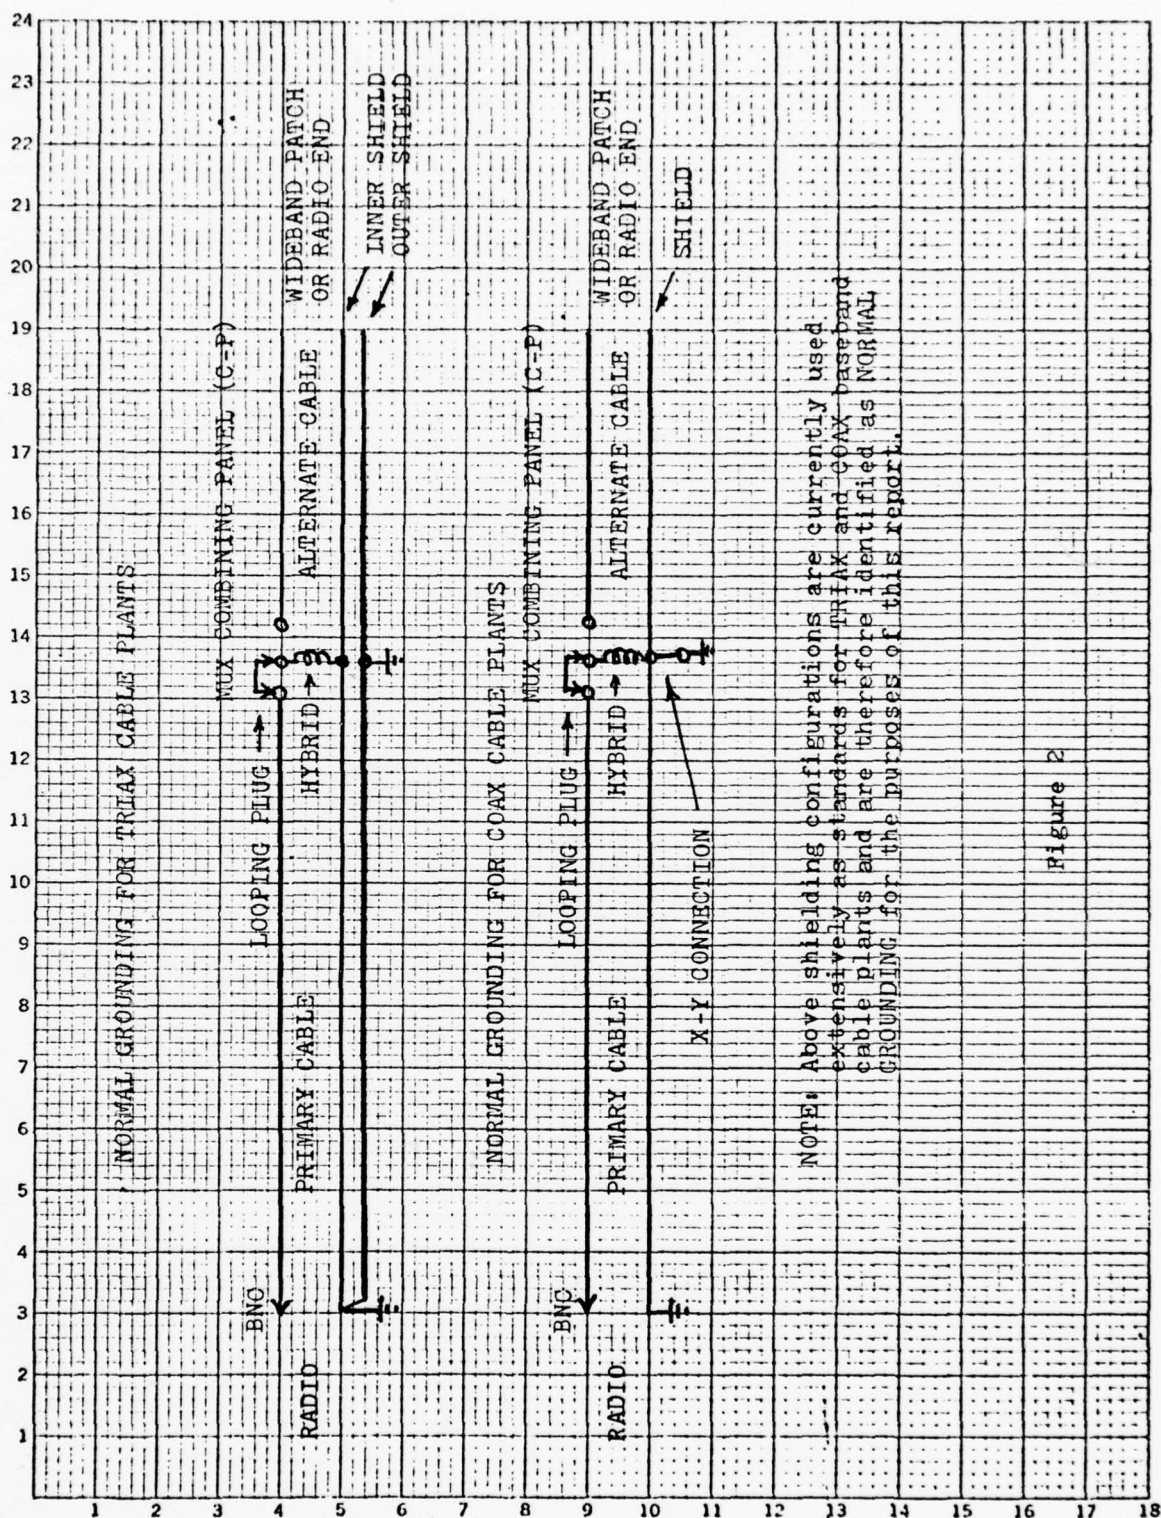 NORMAL GROUNDING FOR TRIAX CABLE PLANTS
MUX COMBINING PANEL (C-P)
BNC
LOOPING PLUG
WIDEBAND PATCH
OR RADIO END
RADIO
PRIMARY CABLE
HYBRID
ALTERNATE CABLE
INNER SHIELD
OUTER SHIELD
NORMAL GROUNDING FOR COAX CABLE PLANTS
MUX COMBINING PANEL (C-P)
BNC
LOOPING PLUG
WIDEBAND PATCH
OR RADIO END
RADIO
PRIMARY CABLE
HYBRID
ALTERNATE CABLE
SHIELD
X-Y CONNECTION
NOTE: Above shielding configurations are currently used
extensively as standards for TRIAX and COAX baseband
cable plants and are therefore identified as NORMAL
GROUNDING for the purposes of this report.
Figure 2
24
23
22
21
20
19
18
17
16
15
14
13
12
11
10
9
8
7
6
5
4
3
2
1
1 2 3 4 5 6 7 8 9 10 11 12 13 14 15 16 17 18